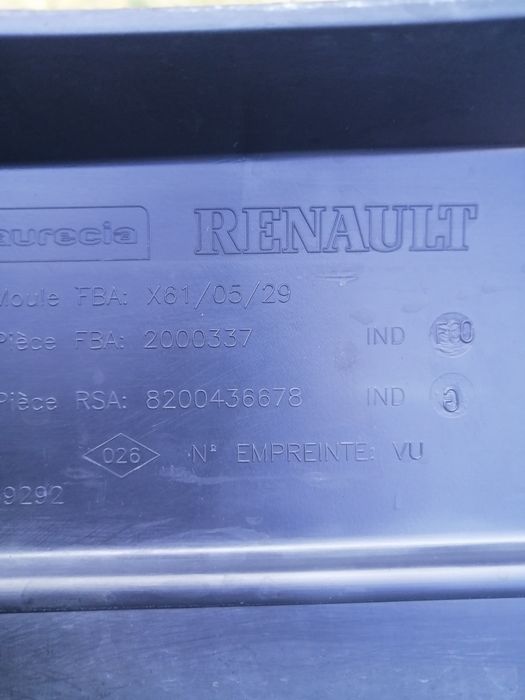 aurecia RENAULT
Moule FBA: X61/05/29
Pièce FBA: 2000337 IND
Pièce RSA: 8200436678 IND G
026 Nº EMPREINTE: VU
9292